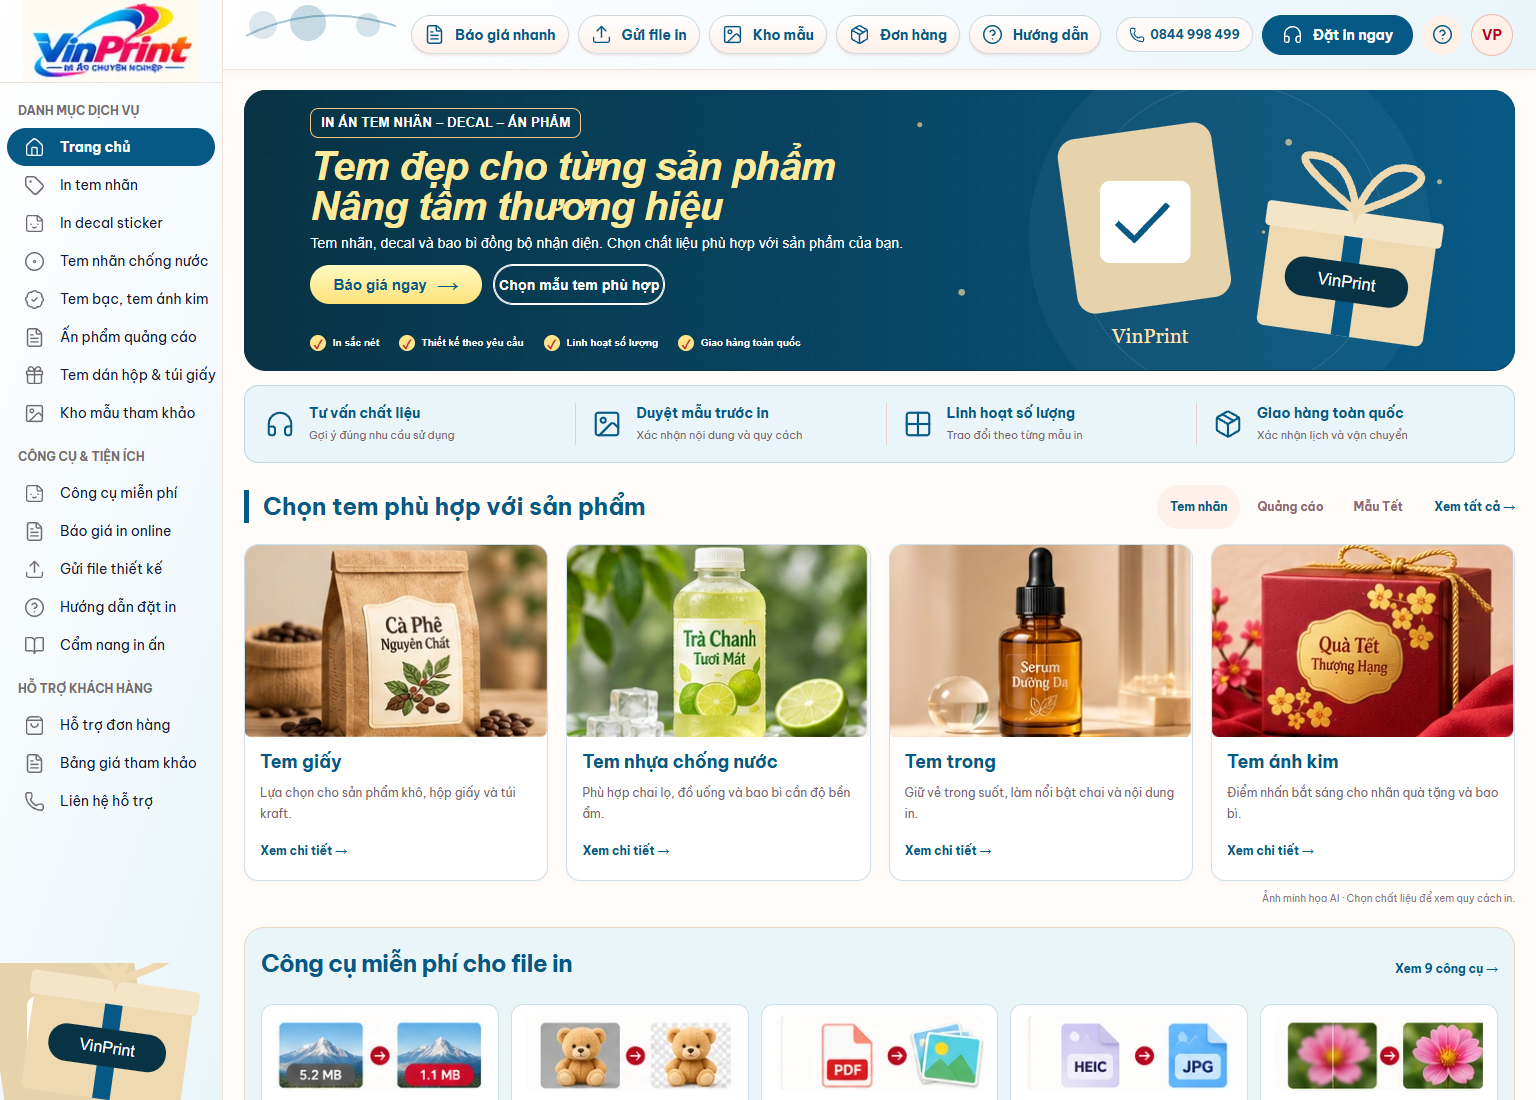 VinPrint
IN ẤN CHUYÊN NGHIỆP
Báo giá nhanh
Gửi file in
Kho mẫu
Đơn hàng
Hướng dẫn
0844 998 499
Đặt in ngay
VP
DANH MỤC DỊCH VỤ
Trang chủ
In tem nhãn
In decal sticker
Tem nhãn chống nước
Tem bạc, tem ánh kim
Ấn phẩm quảng cáo
Tem dán hộp & túi giấy
Kho mẫu tham khảo
CÔNG CỤ & TIỆN ÍCH
Công cụ miễn phí
Báo giá in online
Gửi file thiết kế
Hướng dẫn đặt in
Cẩm nang in ấn
HỖ TRỢ KHÁCH HÀNG
Hỗ trợ đơn hàng
Bảng giá tham khảo
Liên hệ hỗ trợ
VinPrint
IN ẤN TEM NHÃN – DECAL – ẤN PHẨM
Tem đẹp cho từng sản phẩm
Nâng tầm thương hiệu
Tem nhãn, decal và bao bì đồng bộ nhận diện. Chọn chất liệu phù hợp với sản phẩm của bạn.
Báo giá ngay →
Chọn mẫu tem phù hợp
In sắc nét
Thiết kế theo yêu cầu
Linh hoạt số lượng
Giao hàng toàn quốc
VinPrint
VinPrint
Tư vấn chất liệu
Gợi ý đúng nhu cầu sử dụng
Duyệt mẫu trước in
Xác nhận nội dung và quy cách
Linh hoạt số lượng
Trao đổi theo từng mẫu in
Giao hàng toàn quốc
Xác nhận lịch và vận chuyển
Chọn tem phù hợp với sản phẩm
Tem nhãn
Quảng cáo
Mẫu Tết
Xem tất cả →
Cà Phê
Nguyên Chất
Trà Chanh
Tươi Mát
Serum
Dưỡng Da
Quà Tết
Thượng Hạng
Tem giấy
Lựa chọn cho sản phẩm khô, hộp giấy và túi
kraft.
Xem chi tiết →
Tem nhựa chống nước
Phù hợp chai lọ, đồ uống và bao bì cần độ bền
ẩm.
Xem chi tiết →
Tem trong
Giữ vẻ trong suốt, làm nổi bật chai và nội dung
in.
Xem chi tiết →
Tem ánh kim
Điểm nhấn bắt sáng cho nhãn quà tặng và bao
bì.
Xem chi tiết →
Ảnh minh họa AI · Chọn chất liệu để xem quy cách in.
Công cụ miễn phí cho file in
Xem 9 công cụ →
5.2 MB
1.1 MB
PDF
HEIC
JPG